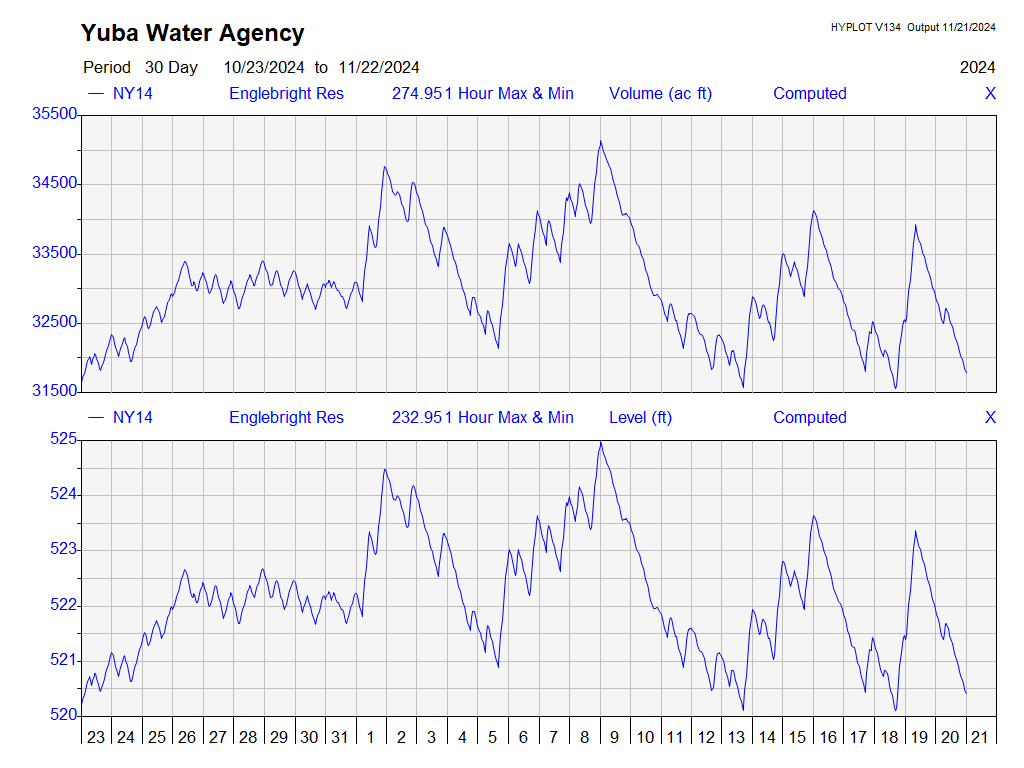 Yuba Water Agency
HYPLOT V134 Output 11/21/2024
Period 30 Day 10/23/2024 to 11/22/2024 2024
NY14 Englebright Res 274.951 Hour Max & Min Volume (ac ft) Computed X
35500
34500
33500
32500
31500
NY14 Englebright Res 232.951 Hour Max & Min Level (ft) Computed X
525
524
523
522
521
520
23 24 25 26 27 28 29 30 31 1 2 3 4 5 6 7 8 9 10 11 12 13 14 15 16 17 18 19 20 21